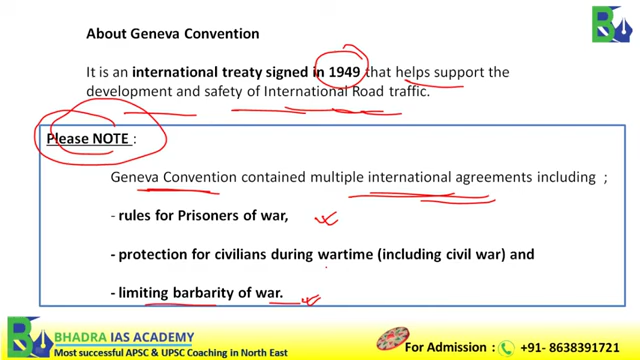 About Geneva Convention
It is an international treaty signed in 1949 that helps support the
development and safety of International Road traffic.
Please NOTE :
Geneva Convention contained multiple international agreements including ;
- rules for Prisoners of war,
- protection for civilians during wartime (including civil war) and
- limiting barbarity of war.
BHADRA IAS ACADEMY
Most successful APSC & UPSC Coaching in North East
For Admission : +91- 8638391721